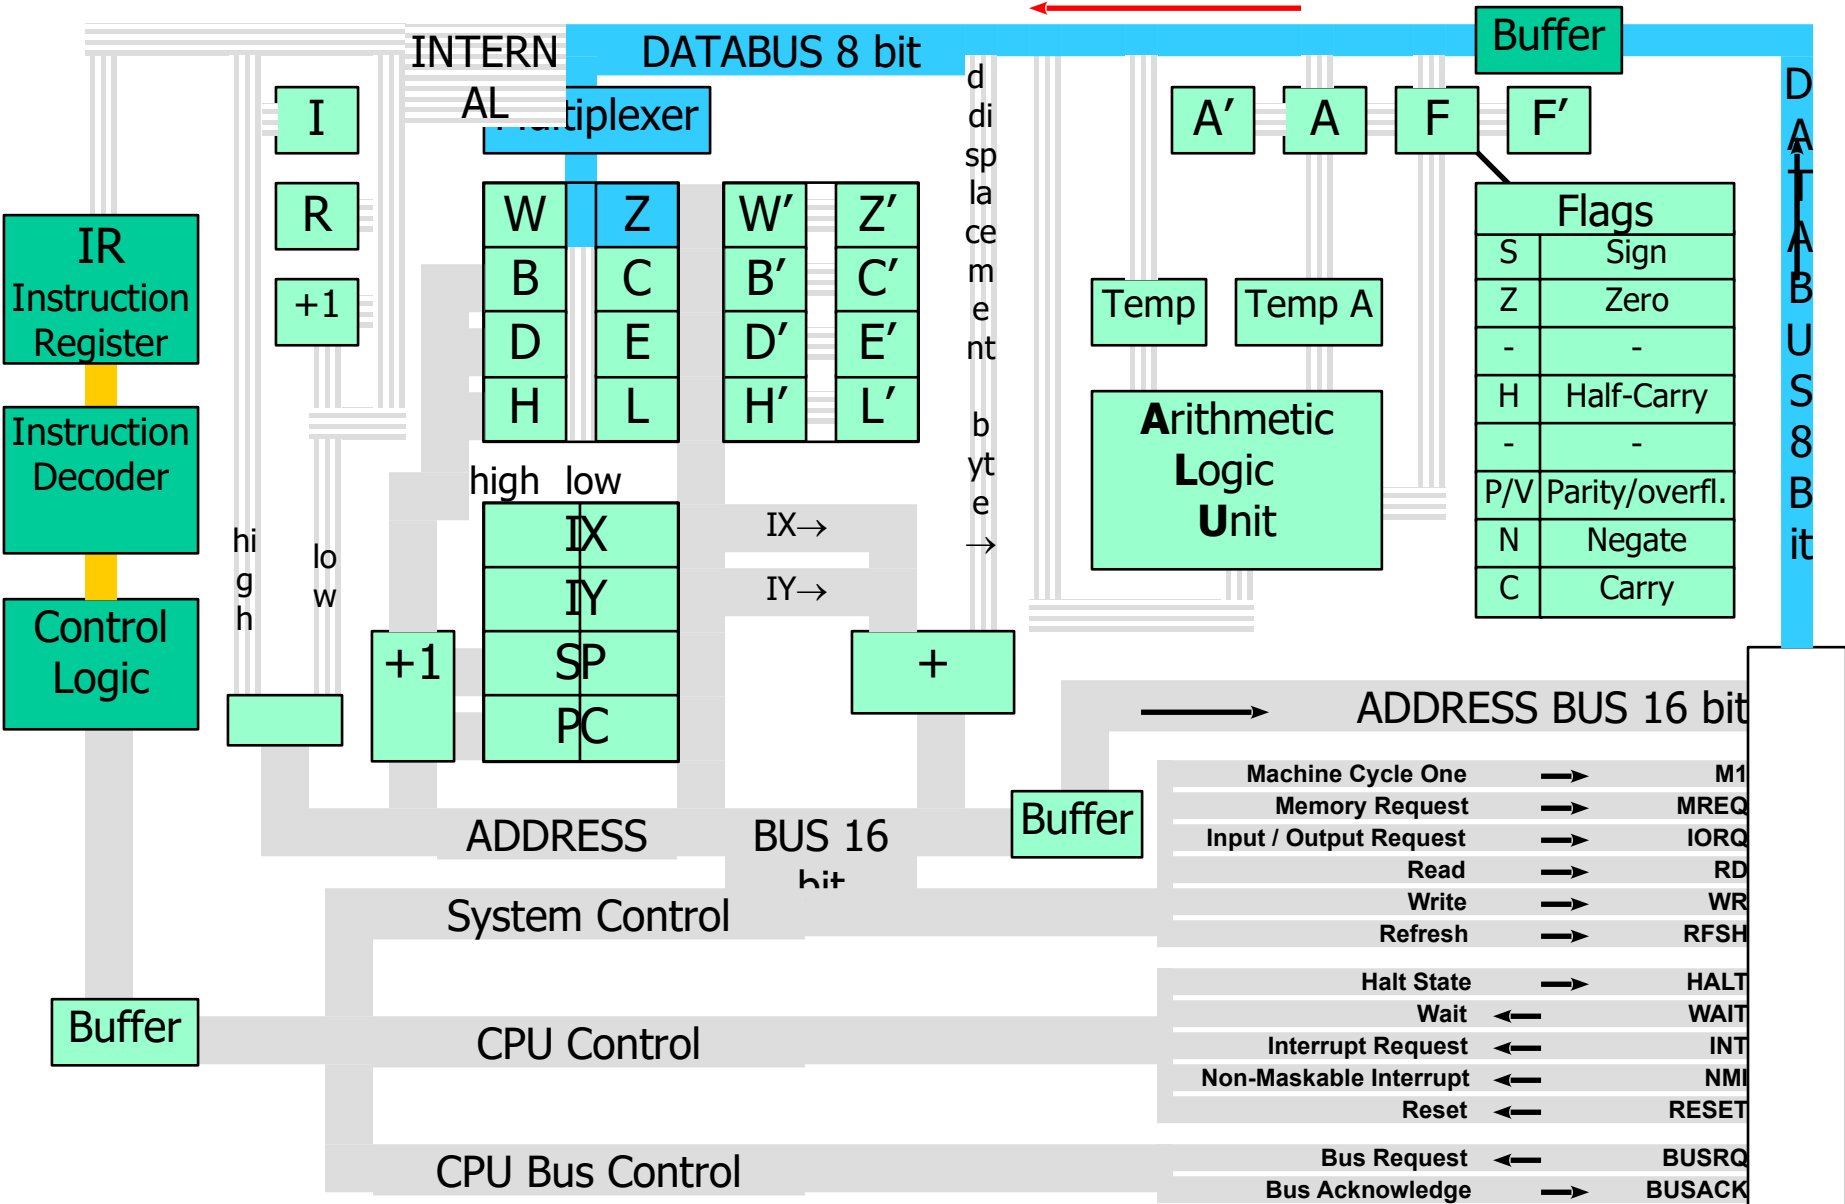 INTERN
AL
DATABUS 8 bit
Buffer
I
R
+1
tiplexer
A′
A
F
F′
W
Z
B
C
D
E
H
L
W′
Z′
B′
C′
D′
E′
H′
L′
high low
IX
IY
SP
PC
+1
IX→
IY→
+
d
di
sp
la
ce
m
e
nt
b
yt
e
→
Temp
Temp A
Arithmetic
Logic
Unit
Flags
S Sign
Z Zero
- -
H Half-Carry
- -
P/V Parity/overfl.
N Negate
C Carry
D
A
T
A
B
U
S
8
B
it
IR
Instruction
Register
Instruction
Decoder
Control
Logic
hi
g
h
lo
w
ADDRESS BUS 16
bit
Buffer
ADDRESS BUS 16 bit
System Control
Machine Cycle One M1
Memory Request MREQ
Input / Output Request IORQ
Read RD
Write WR
Refresh RFSH
Buffer
CPU Control
Halt State HALT
Wait WAIT
Interrupt Request INT
Non-Maskable Interrupt NMI
Reset RESET
CPU Bus Control
Bus Request BUSRQ
Bus Acknowledge BUSACK